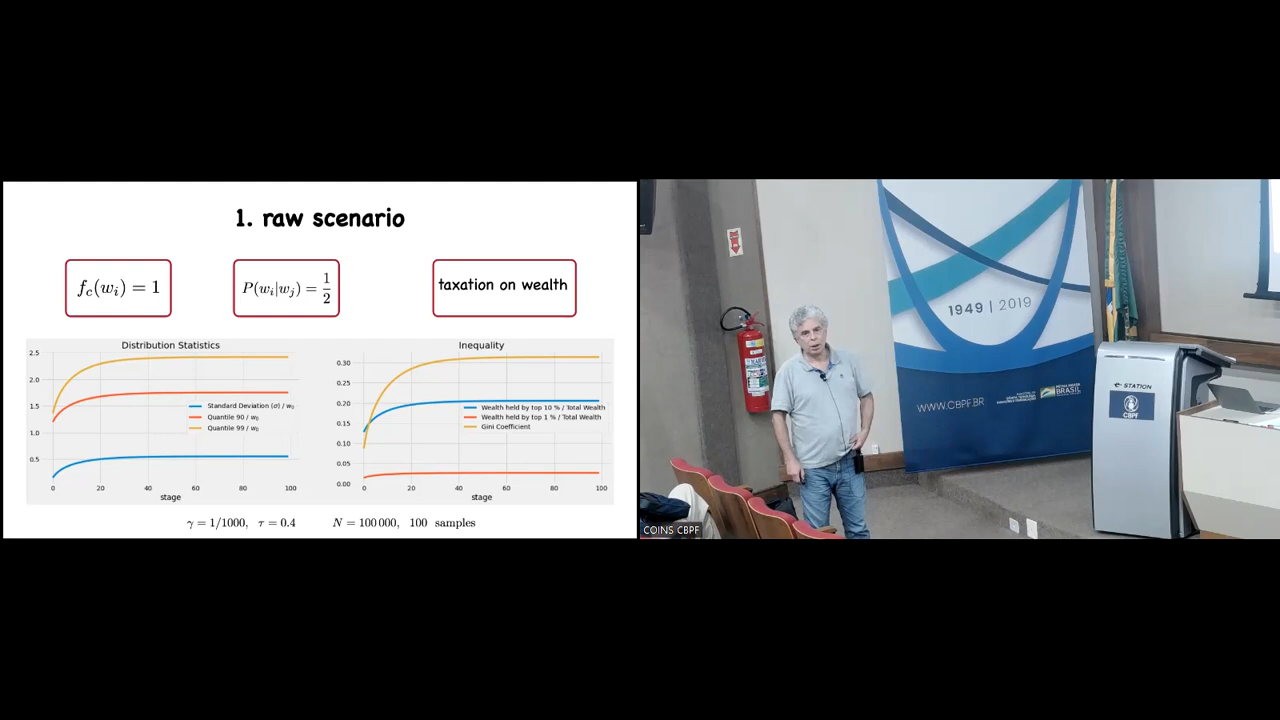 1. raw scenario
f_c(w_i) = 1
P(w_i|w_j) = 1/2
taxation on wealth
Distribution Statistics
2.5
2.0
1.5
1.0
0.5
0 20 40 60 80 100
stage
Standard Deviation (σ) / w₀
Quantile 90 / w₀
Quantile 99 / w₀
Inequality
0.30
0.25
0.20
0.15
0.10
0.05
0.00
0 20 40 60 80 100
stage
Wealth held by top 10 % / Total Wealth
Wealth held by top 1 % / Total Wealth
Gini Coefficient
γ = 1/1000, τ = 0.4
N = 100 000, 100 samples
1949 | 2019
WWW.CBPF.BR
PÁTRIA AMADA
BRASIL
STATION
CBPF
COINS CBPF